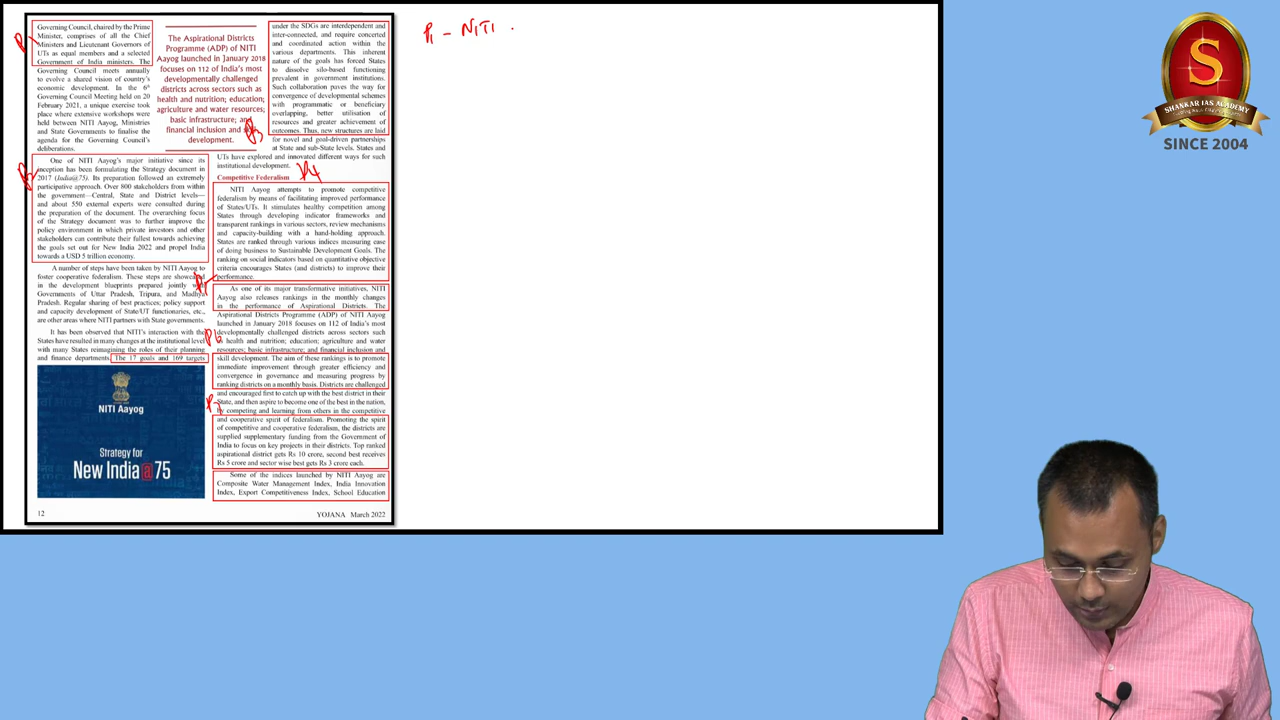 Governing Council, chaired by the Prime
Minister, comprises of all the Chief
Ministers and Lieutenant Governors of
UTs as equal members and a selected
Government of India ministers. The
Governing Council meets annually
to evolve a shared vision of country's
economic development. In the 6th
Governing Council Meeting held on 20
February 2021, a unique exercise took
place where extensive workshops were
held between NITI Aayog, Ministries
and State Governments to finalise the
agenda for the Governing Council's
deliberations.
One of NITI Aayog's major initiative since its
inception has been formulating the Strategy document in
2017 (India@75). Its preparation followed an extremely
participative approach. Over 800 stakeholders from within
the government—Central, State and District levels—
and about 550 external experts were consulted during
the preparation of the document. The overarching focus
of the Strategy document was to further improve the
policy environment in which private investors and other
stakeholders can contribute their fullest towards achieving
the goals set out for New India 2022 and propel India
towards a USD 5 trillion economy.
A number of steps have been taken by NITI Aayog to
foster cooperative federalism. These steps are showcased
in the development blueprints prepared jointly with
Governments of Uttar Pradesh, Tripura, and Madhya
Pradesh. Regular sharing of best practices; policy support
and capacity development of State/UT functionaries, etc.,
are other areas where NITI partners with State governments.
It has been observed that NITI's interaction with the
States have resulted in many changes at the institutional level
with many States reimagining the roles of their planning
and finance departments. The 17 goals and 169 targets
NITI Aayog
Strategy for
New India@75
The Aspirational Districts
Programme (ADP) of NITI
Aayog launched in January 2018
focuses on 112 of India's most
developmentally challenged
districts across sectors such as
health and nutrition; education;
agriculture and water resources;
basic infrastructure; and
financial inclusion and skill
development.
under the SDGs are interdependent and
inter-connected, and require concerted
and coordinated action within the
various departments. This inherent
nature of the goals has forced States
to dissolve silo-based functioning
prevalent in government institutions.
Such collaboration paves the way for
convergence of developmental schemes
with programmatic or beneficiary
overlapping, better utilisation of
resources and greater achievement of
outcomes. Thus, new structures are laid
for novel and goal-driven partnerships
at State and sub-State levels. States and
UTs have explored and innovated different ways for such
institutional development.
Competitive Federalism
NITI Aayog attempts to promote competitive
federalism by means of facilitating improved performance
of States/UTs. It stimulates healthy competition among
States through developing indicator frameworks and
transparent rankings in various sectors, review mechanisms
and capacity-building with a hand-holding approach.
States are ranked through various indices measuring ease
of doing business to Sustainable Development Goals. The
ranking on social indicators based on quantitative objective
criteria encourages States (and districts) to improve their
performance.
As one of its major transformative initiatives, NITI
Aayog also releases rankings in the monthly changes
in the performance of Aspirational Districts. The
Aspirational Districts Programme (ADP) of NITI Aayog
launched in January 2018 focuses on 112 of India's most
developmentally challenged districts across sectors such
health and nutrition; education; agriculture and water
resources; basic infrastructure; and financial inclusion and
skill development. The aim of these rankings is to promote
immediate improvement through greater efficiency and
convergence in governance and measuring progress by
ranking districts on a monthly basis. Districts are challenged
and encouraged first to catch up with the best district in their
State, and then aspire to become one of the best in the nation,
by competing and learning from others in the competitive
and cooperative spirit of federalism. Promoting the spirit
of competitive and cooperative federalism, the districts are
supplied supplementary funding from the Government of
India to focus on key projects in their districts. Top ranked
aspirational district gets Rs 10 crore, second best receives
Rs 5 crore and sector wise best gets Rs 3 crore each.
Some of the indices launched by NITI Aayog are
Composite Water Management Index, India Innovation
Index, Export Competitiveness Index, School Education
12
YOJANA March 2022
P1 - NITI
S
SHANKAR IAS ACADEMY
SINCE 2004